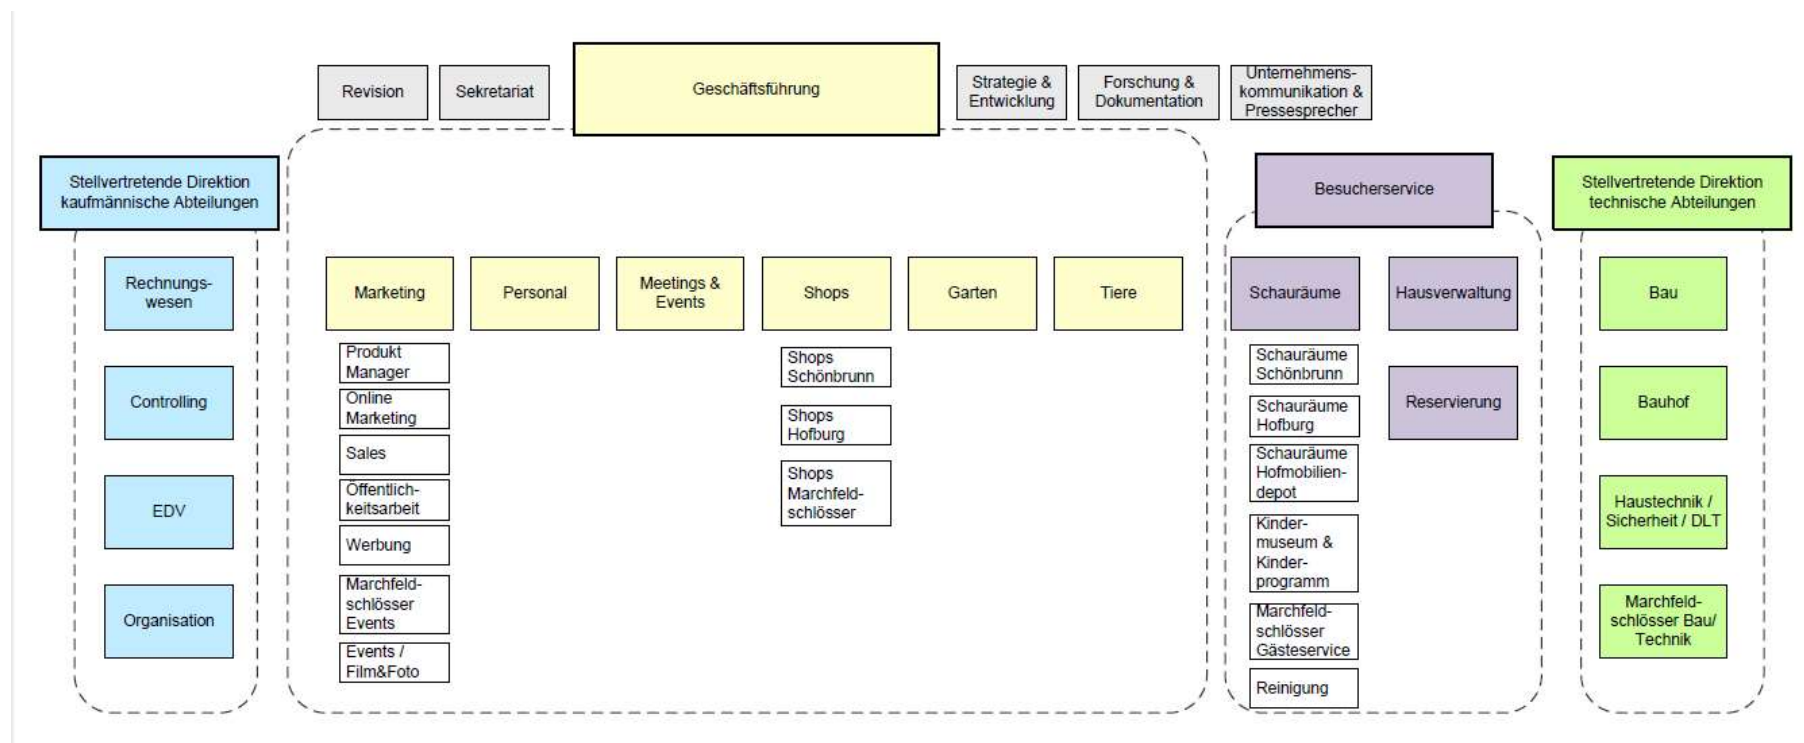 Revision
Sekretariat
Geschäftsführung
Strategie &
Entwicklung
Forschung &
Dokumentation
Unternehmens-
kommunikation &
Pressesprecher
Stellvertretende Direktion
kaufmännische Abteilungen
Rechnungs-
wesen
Controlling
EDV
Organisation
Marketing
Produkt
Manager
Online
Marketing
Sales
Öffentlich-
keitsarbeit
Werbung
Marchfeld-
schlösser
Events
Events /
Film&Foto
Personal
Meetings &
Events
Shops
Shops
Schönbrunn
Shops
Hofburg
Shops
Marchfeld-
schlösser
Garten
Tiere
Besucherservice
Schauräume
Schauräume
Schönbrunn
Schauräume
Hofburg
Schauräume
Hofmobilien-
depot
Kinder-
museum &
Kinder-
programm
Marchfeld-
schlösser
Gästeservice
Reinigung
Hausverwaltung
Reservierung
Stellvertretende Direktion
technische Abteilungen
Bau
Bauhof
Haustechnik /
Sicherheit / DLT
Marchfeld-
schlösser Bau/
Technik